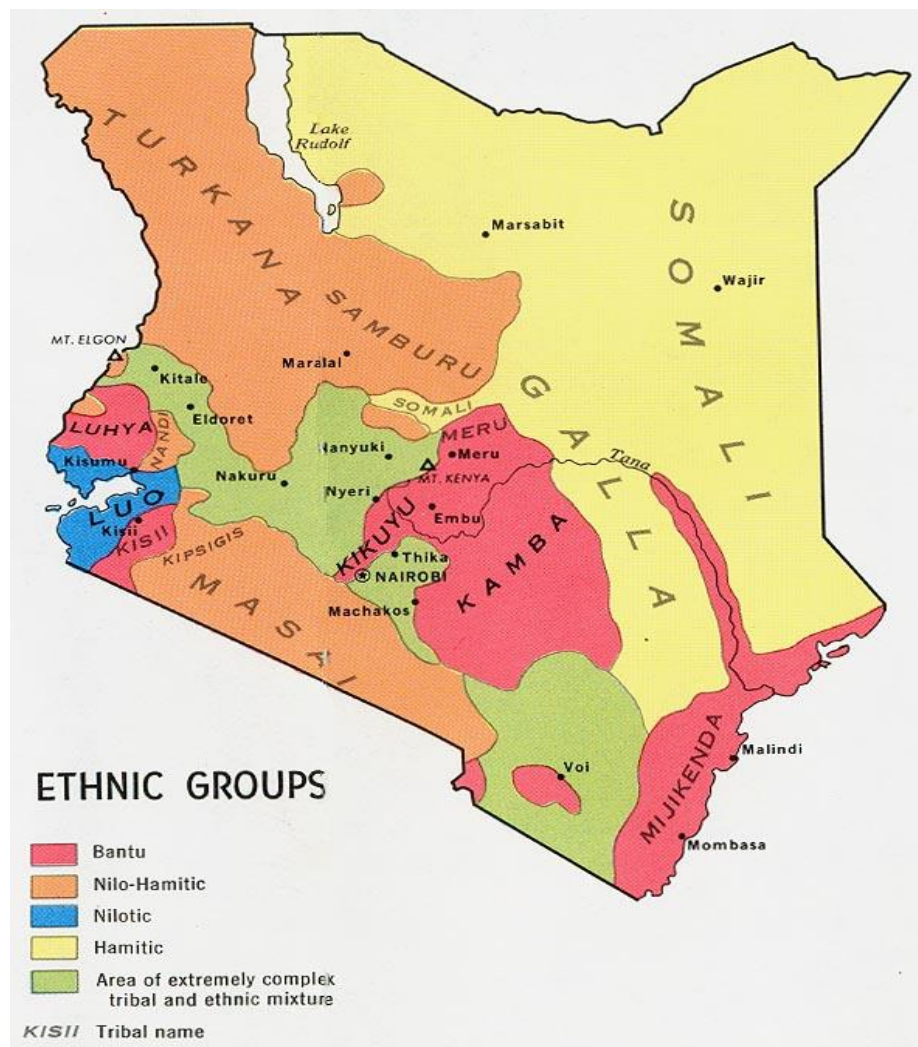 TURKANA
Lake
Rudolf
SOMALI
Marsabit
Wajir
SAMBURU
MT. ELGON
Maralal
Kitale
GALLA
Eldoret
SOMALI
LUHYA
NANDI
MERU
Kisumu
Nanyuki
Meru
Tana
MT. KENYA
Nakuru
Nyeri
LUO
Embu
Kisii
KISII
KIKUYU
KIPSIGIS
Thika
KAMBA
NAIROBI
MASAI
Machakos
Voi
MIJIKENDA
Malindi
Mombasa
ETHNIC GROUPS
Bantu
Nilo-Hamitic
Nilotic
Hamitic
Area of extremely complex
tribal and ethnic mixture
KISII Tribal name